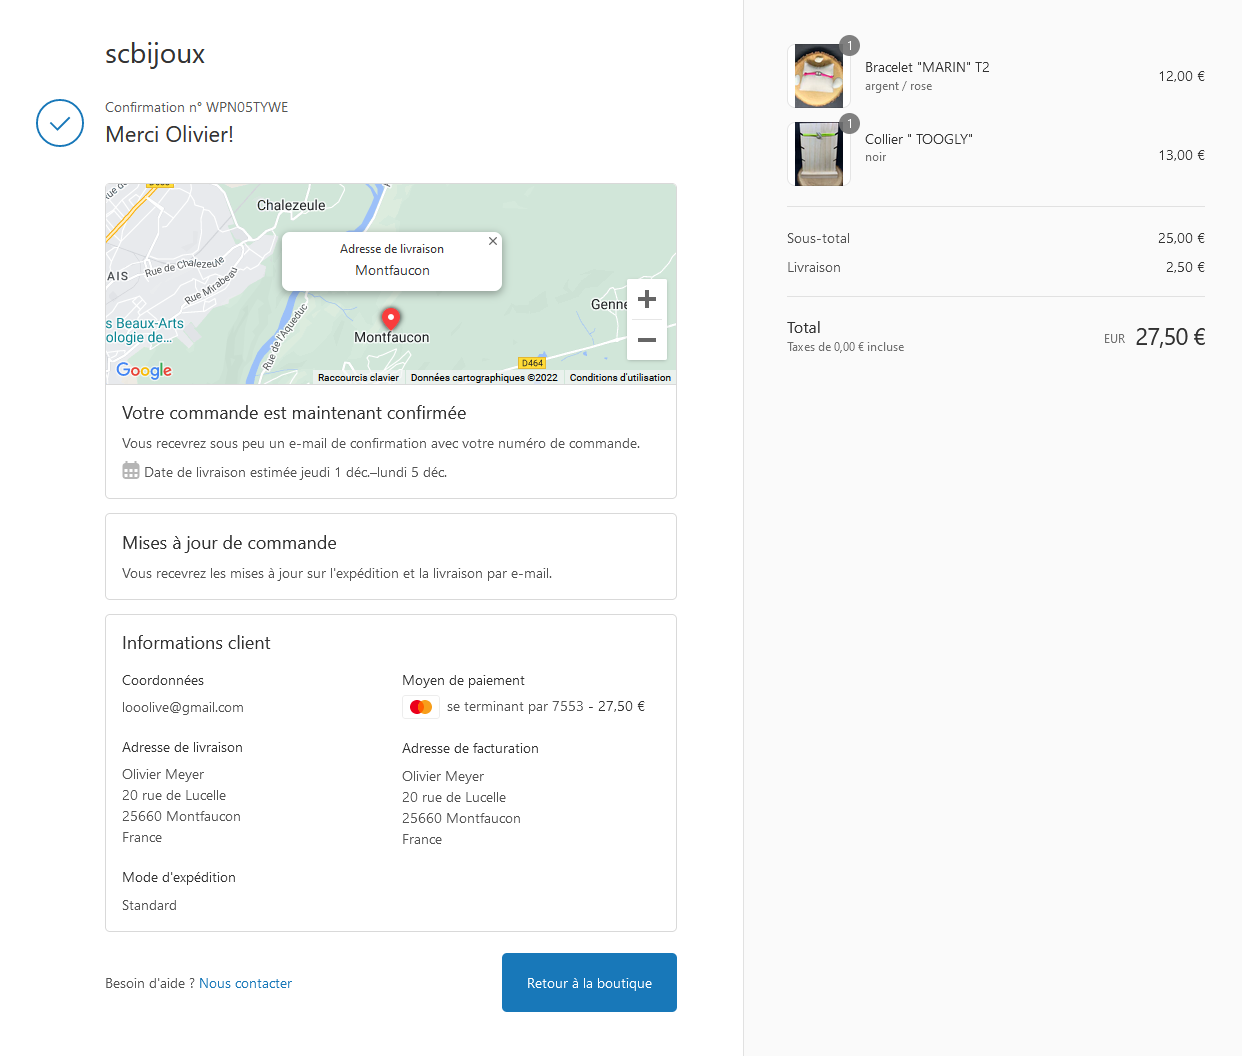 scbijoux
Confirmation n° WPN05TYWE
Merci Olivier!
Chalezeule
Rue de Chalezeule
Rue Mirabeau
AIS
s Beaux-Arts
ologie de...
Rue de l'Aqueduc
Adresse de livraison
Montfaucon
Montfaucon
Genne
D464
Google
Raccourcis clavier
Données cartographiques ©2022
Conditions d'utilisation
Votre commande est maintenant confirmée
Vous recevrez sous peu un e-mail de confirmation avec votre numéro de commande.
Date de livraison estimée jeudi 1 déc.–lundi 5 déc.
Mises à jour de commande
Vous recevrez les mises à jour sur l'expédition et la livraison par e-mail.
Informations client
Coordonnées
looolive@gmail.com
Moyen de paiement
se terminant par 7553 - 27,50 €
Adresse de livraison
Olivier Meyer
20 rue de Lucelle
25660 Montfaucon
France
Adresse de facturation
Olivier Meyer
20 rue de Lucelle
25660 Montfaucon
France
Mode d'expédition
Standard
Besoin d'aide ? Nous contacter
Retour à la boutique
1
Bracelet "MARIN" T2
argent / rose
12,00 €
1
Collier " TOOGLY"
noir
13,00 €
Sous-total 25,00 €
Livraison 2,50 €
Total
Taxes de 0,00 € incluse
EUR 27,50 €